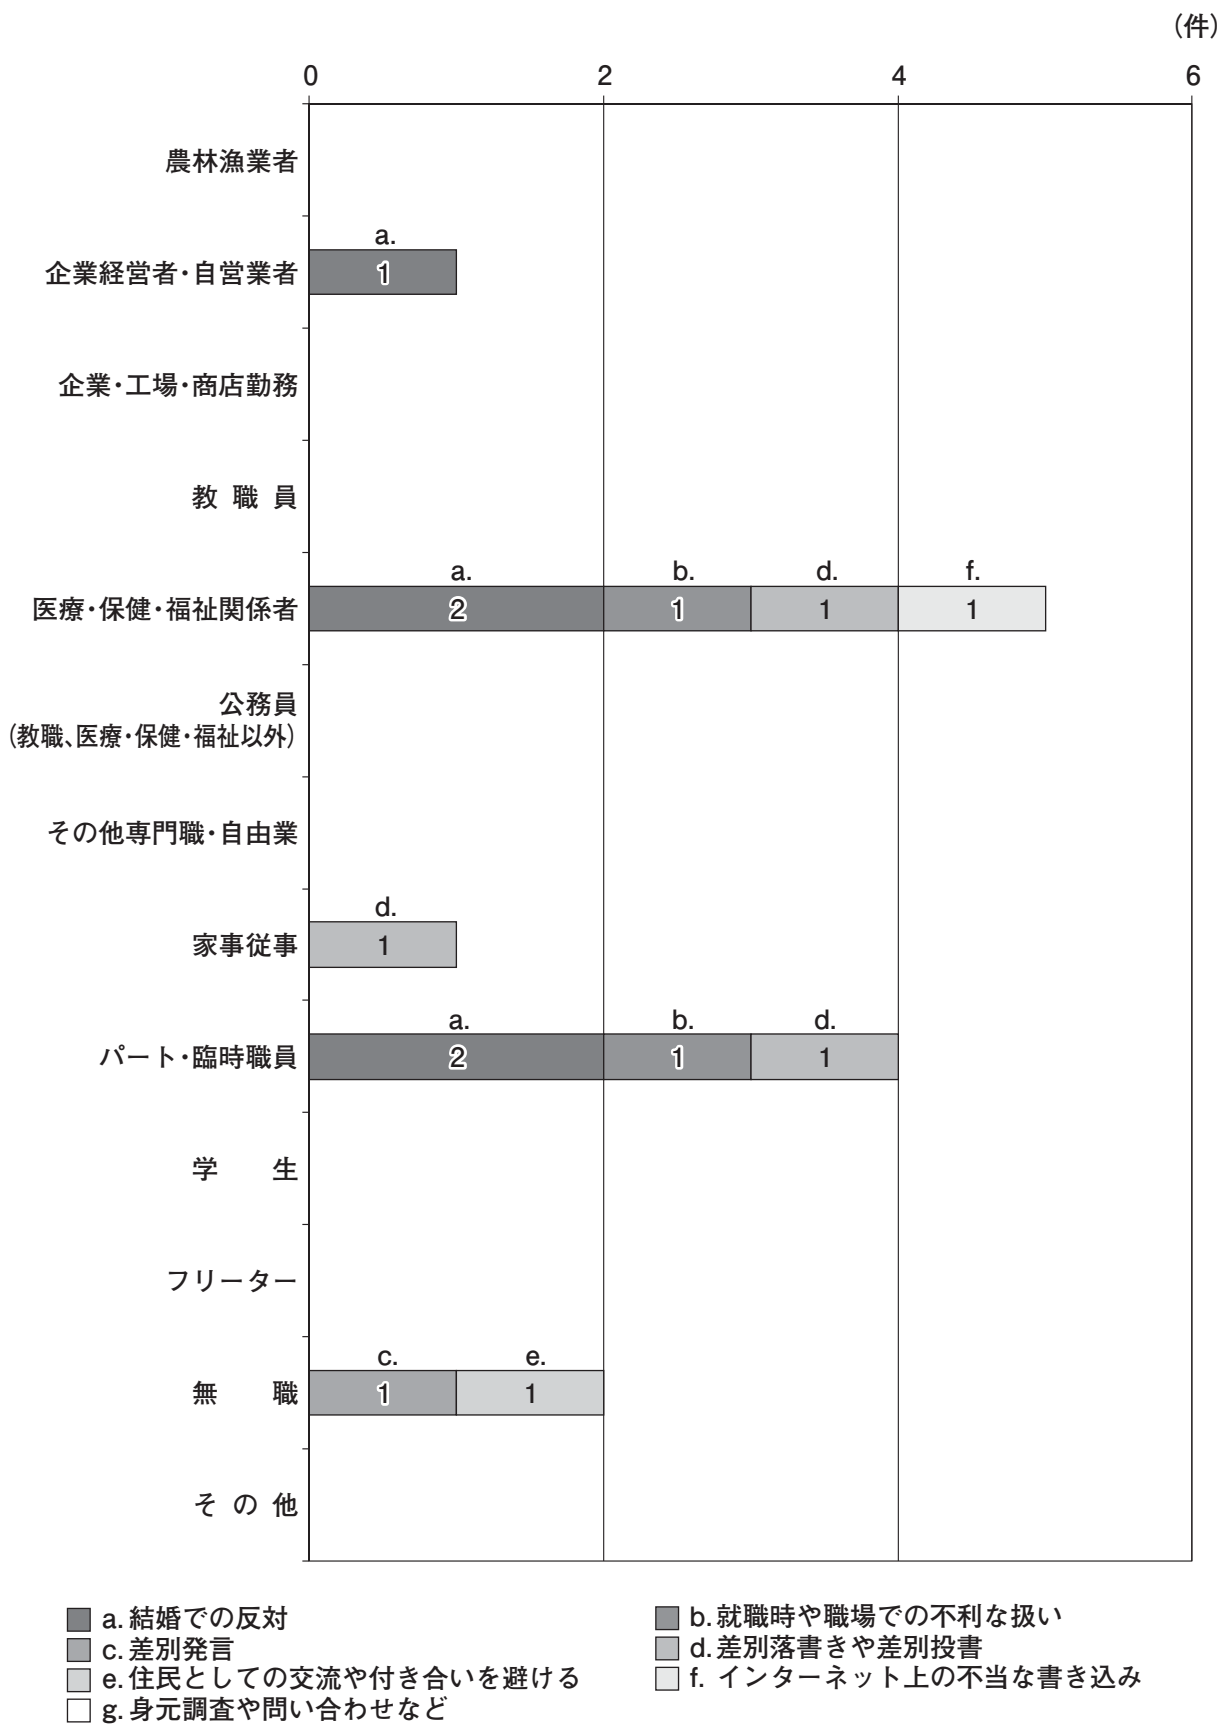 (件)
0 2 4 6
農林漁業者
a.
企業経営者・自営業者 1
企業・工場・商店勤務
教 職 員
a. b. d. f.
医療・保健・福祉関係者 2 1 1 1
公務員
(教職、医療・保健・福祉以外)
その他専門職・自由業
d.
家事従事 1
a. b. d.
パート・臨時職員 2 1 1
学 生
フリーター
c. e.
無 職 1 1
そ の 他
a. 結婚での反対 b. 就職時や職場での不利な扱い
c. 差別発言 d. 差別落書きや差別投書
e. 住民としての交流や付き合いを避ける f. インターネット上の不当な書き込み
g. 身元調査や問い合わせなど